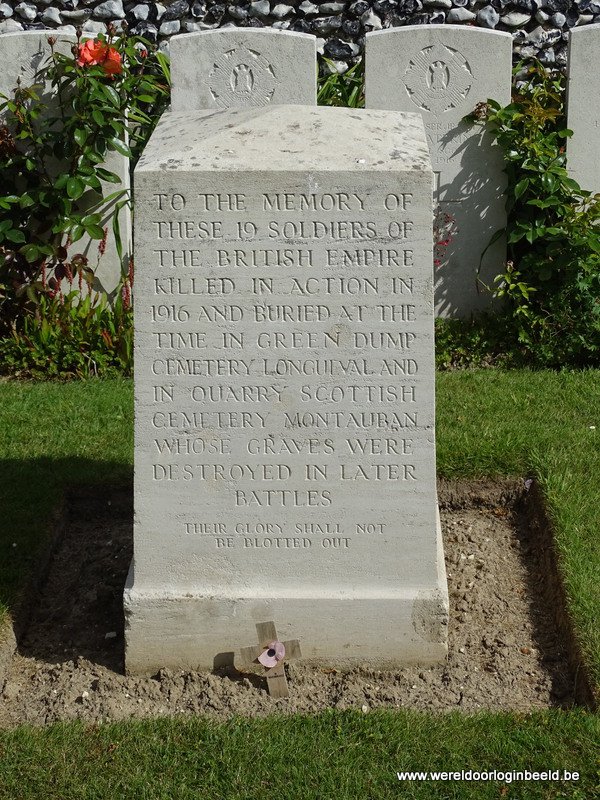 TO THE MEMORY OF
THESE 19 SOLDIERS OF
THE BRITISH EMPIRE
KILLED IN ACTION IN
1916 AND BURIED AT THE
TIME IN GREEN DUMP
CEMETERY LONGUEVAL AND
IN QUARRY SCOTTISH
CEMETERY MONTAUBAN
WHOSE GRAVES WERE
DESTROYED IN LATER
BATTLES
THEIR GLORY SHALL NOT
BE BLOTTED OUT
www.wereldoorloginbeeld.be